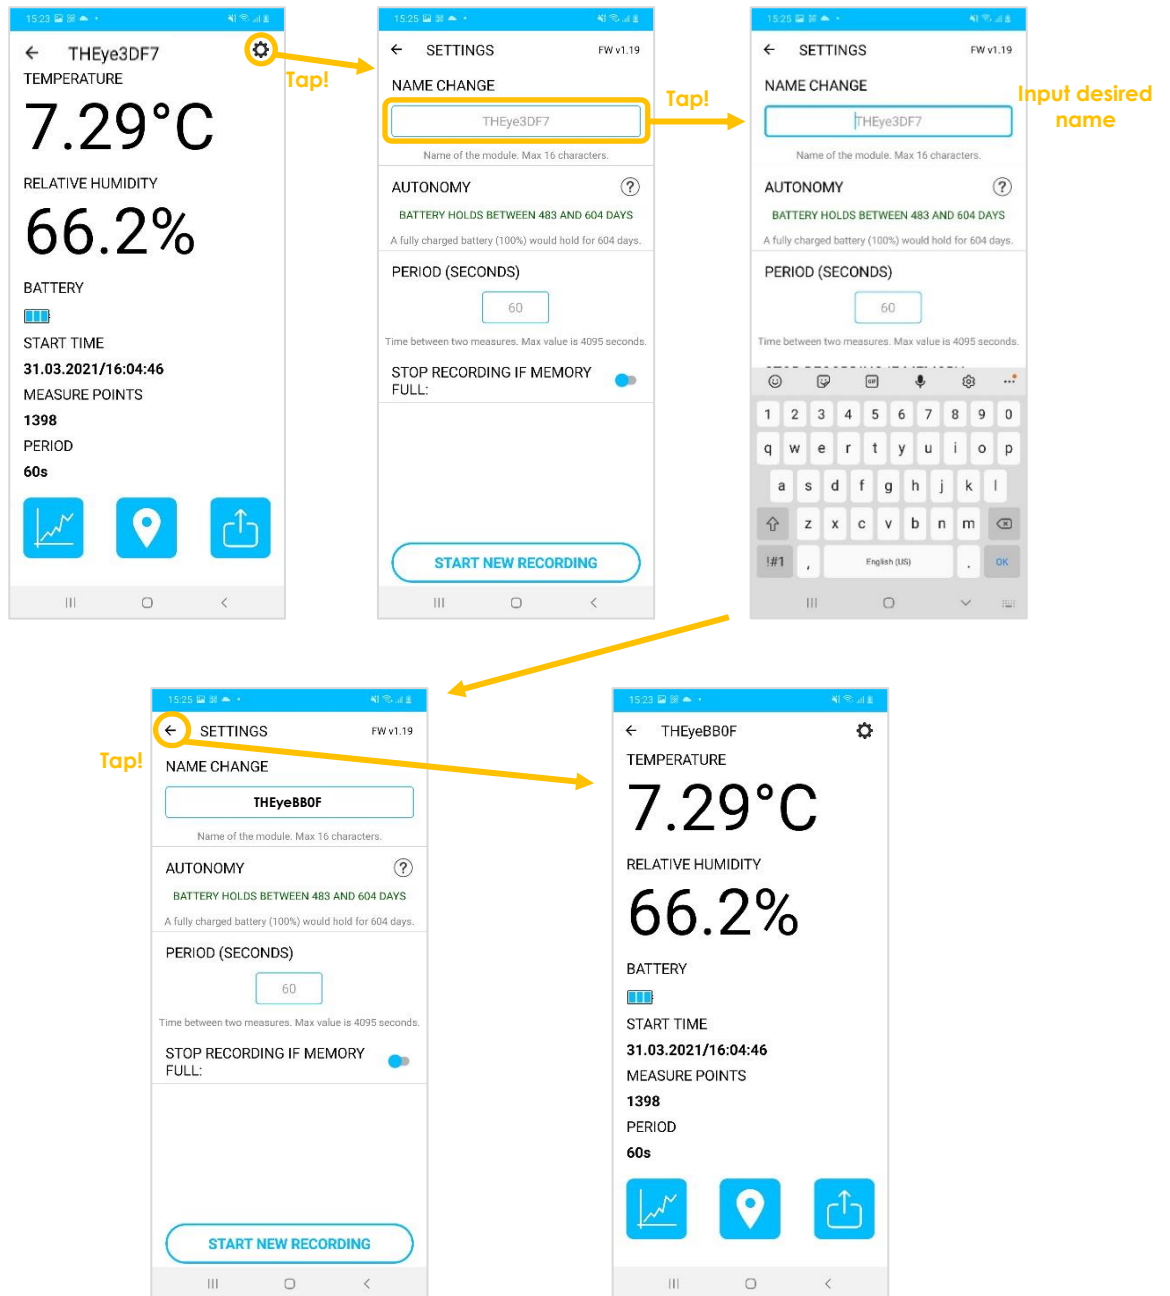 15:23
THEye3DF7
TEMPERATURE
7.29°C
RELATIVE HUMIDITY
66.2%
BATTERY
START TIME
31.03.2021/16:04:46
MEASURE POINTS
1398
PERIOD
60s
Tap!
15:25
SETTINGS
FW v1.19
NAME CHANGE
THEye3DF7
Name of the module. Max 16 characters.
AUTONOMY
?
BATTERY HOLDS BETWEEN 483 AND 604 DAYS
A fully charged battery (100%) would hold for 604 days.
PERIOD (SECONDS)
60
Time between two measures. Max value is 4095 seconds.
STOP RECORDING IF MEMORY
FULL:
START NEW RECORDING
Tap!
15:25
SETTINGS
FW v1.19
NAME CHANGE
THEye3DF7
Name of the module. Max 16 characters.
AUTONOMY
?
BATTERY HOLDS BETWEEN 483 AND 604 DAYS
A fully charged battery (100%) would hold for 604 days.
PERIOD (SECONDS)
60
Time between two measures. Max value is 4095 seconds.
GIF
1 2 3 4 5 6 7 8 9 0
q w e r t y u i o p
a s d f g h j k l
z x c v b n m
!#1 , English (US) . OK
Input desired
name
Tap!
15:25
SETTINGS
FW v1.19
NAME CHANGE
THEyeBB0F
Name of the module. Max 16 characters.
AUTONOMY
?
BATTERY HOLDS BETWEEN 483 AND 604 DAYS
A fully charged battery (100%) would hold for 604 days.
PERIOD (SECONDS)
60
Time between two measures. Max value is 4095 seconds.
STOP RECORDING IF MEMORY
FULL:
START NEW RECORDING
15:23
THEyeBB0F
TEMPERATURE
7.29°C
RELATIVE HUMIDITY
66.2%
BATTERY
START TIME
31.03.2021/16:04:46
MEASURE POINTS
1398
PERIOD
60s